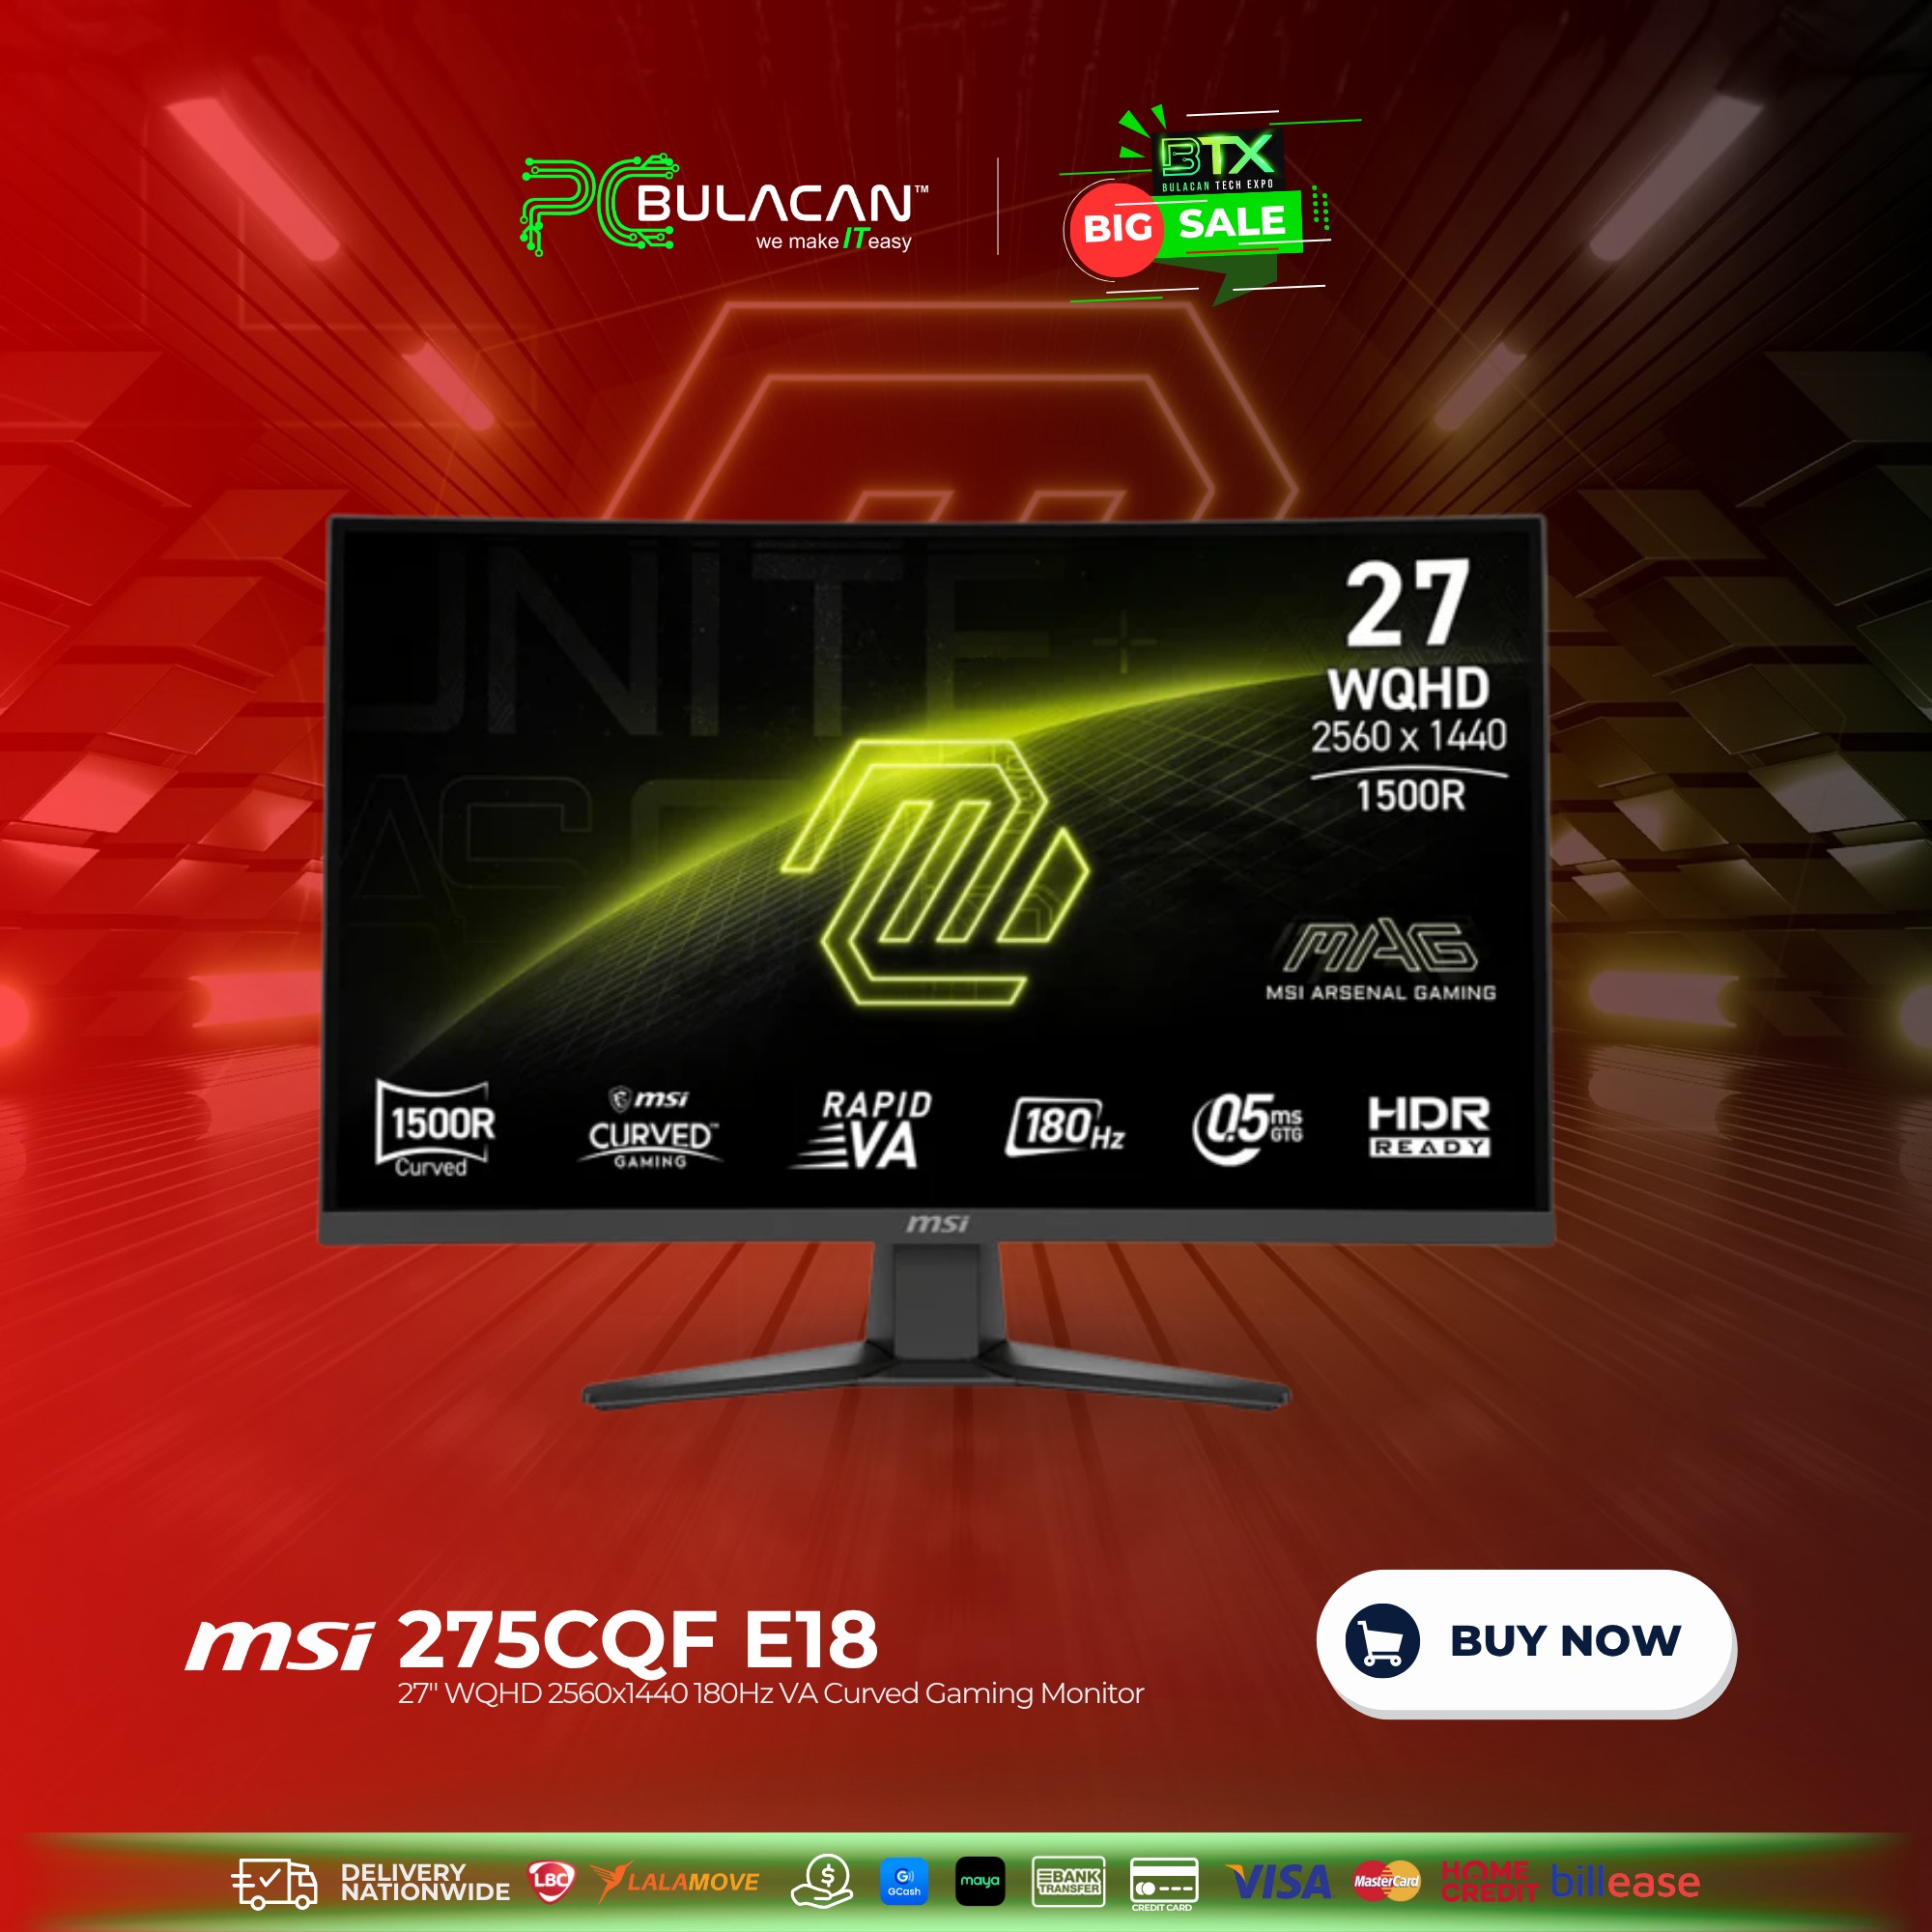 PC BULACAN™
we make IT easy
BTX
BULACAN TECH EXPO
BIG SALE
UNITE
27
WQHD
2560 x 1440
1500R
MAG
MSI ARSENAL GAMING
1500R
Curved
msi
CURVED™
GAMING
RAPID
VA
180Hz
0.5ms
GTG
HDR
READY
msi
msi 275CQF E18
27" WQHD 2560x1440 180Hz VA Curved Gaming Monitor
BUY NOW
DELIVERY
NATIONWIDE
LBC
LALAMOVE
$
G))
GCash
maya
BANK
TRANSFER
CREDIT CARD
VISA
MasterCard
HOME
CREDIT
billease